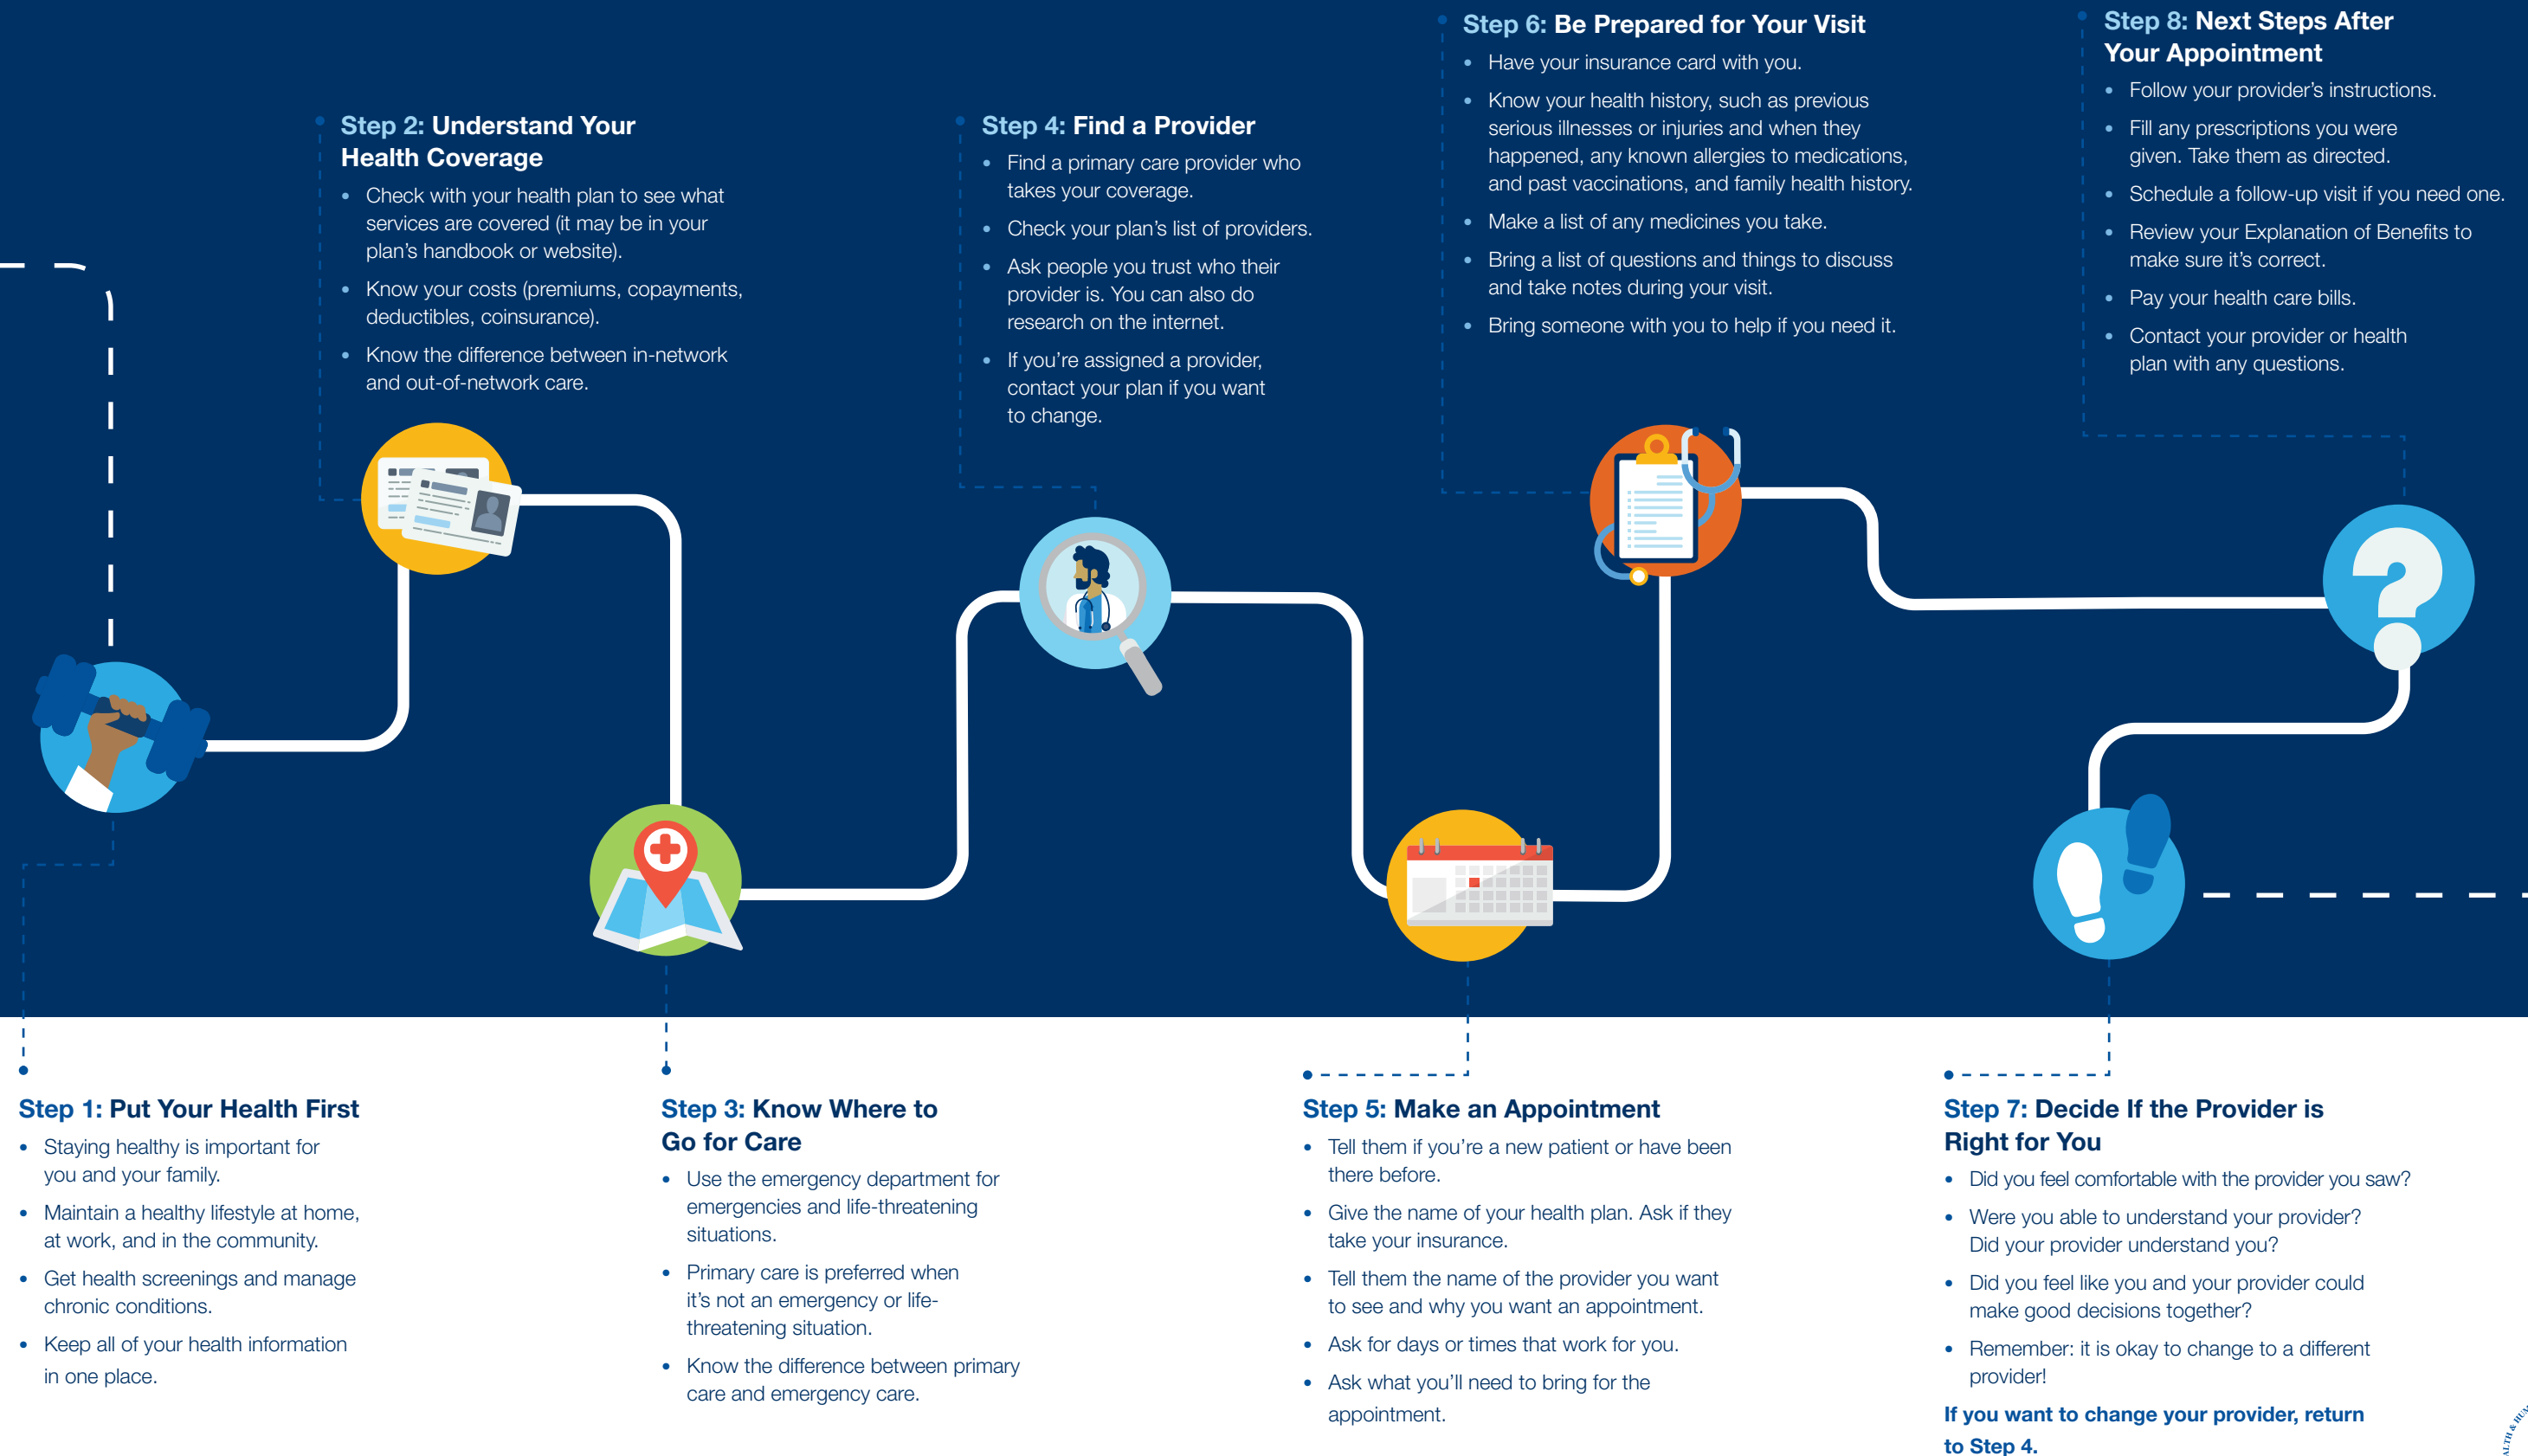 Step 1: Put Your Health First
• Staying healthy is important for
you and your family.
• Maintain a healthy lifestyle at home,
at work, and in the community.
• Get health screenings and manage
chronic conditions.
• Keep all of your health information
in one place.
Step 2: Understand Your
Health Coverage
• Check with your health plan to see what
services are covered (it may be in your
plan’s handbook or website).
• Know your costs (premiums, copayments,
deductibles, coinsurance).
• Know the difference between in-network
and out-of-network care.
Step 3: Know Where to
Go for Care
• Use the emergency department for
emergencies and life-threatening
situations.
• Primary care is preferred when
it’s not an emergency or life-
threatening situation.
• Know the difference between primary
care and emergency care.
Step 4: Find a Provider
• Find a primary care provider who
takes your coverage.
• Check your plan’s list of providers.
• Ask people you trust who their
provider is. You can also do
research on the internet.
• If you’re assigned a provider,
contact your plan if you want
to change.
Step 5: Make an Appointment
• Tell them if you’re a new patient or have been
there before.
• Give the name of your health plan. Ask if they
take your insurance.
• Tell them the name of the provider you want
to see and why you want an appointment.
• Ask for days or times that work for you.
• Ask what you’ll need to bring for the
appointment.
Step 6: Be Prepared for Your Visit
• Have your insurance card with you.
• Know your health history, such as previous
serious illnesses or injuries and when they
happened, any known allergies to medications,
and past vaccinations, and family health history.
• Make a list of any medicines you take.
• Bring a list of questions and things to discuss
and take notes during your visit.
• Bring someone with you to help if you need it.
Step 7: Decide If the Provider is
Right for You
• Did you feel comfortable with the provider you saw?
• Were you able to understand your provider?
Did your provider understand you?
• Did you feel like you and your provider could
make good decisions together?
• Remember: it is okay to change to a different
provider!
If you want to change your provider, return
to Step 4.
Step 8: Next Steps After
Your Appointment
• Follow your provider’s instructions.
• Fill any prescriptions you were
given. Take them as directed.
• Schedule a follow-up visit if you need one.
• Review your Explanation of Benefits to
make sure it’s correct.
• Pay your health care bills.
• Contact your provider or health
plan with any questions.
?